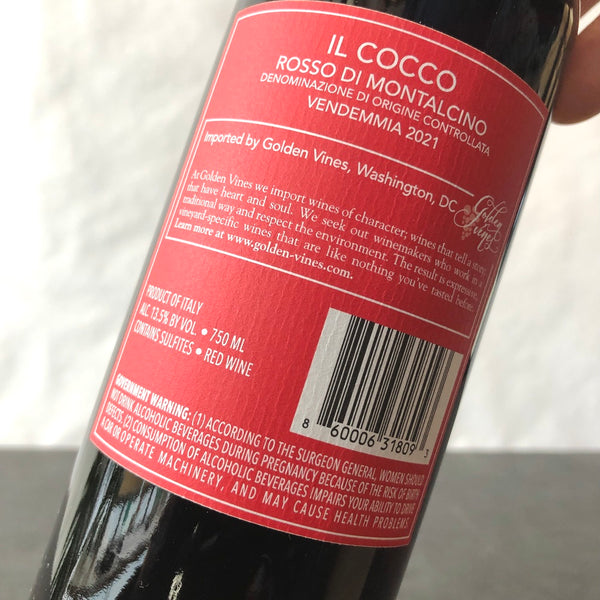 IL COCCO
ROSSO DI MONTALCINO
DENOMINAZIONE DI ORIGINE CONTROLLATA
VENDEMMIA 2021
Imported by Golden Vines, Washington, DC
Golden Vines
At Golden Vines we import wines of character; wines that tell a story,
that have heart and soul. We seek out winemakers who work in a
traditional way and respect the environment. The result is expressive,
vineyard-specific wines that are like nothing you've tasted before.
Learn more at www.golden-vines.com.
PRODUCT OF ITALY
ALC 13.5% BY VOL • 750 ML
CONTAINS SULFITES • RED WINE
8 60006 31809 3
GOVERNMENT WARNING: (1) ACCORDING TO THE SURGEON GENERAL, WOMEN SHOULD
NOT DRINK ALCOHOLIC BEVERAGES DURING PREGNANCY BECAUSE OF THE RISK OF BIRTH
DEFECTS. (2) CONSUMPTION OF ALCOHOLIC BEVERAGES IMPAIRS YOUR ABILITY TO DRIVE
A CAR OR OPERATE MACHINERY, AND MAY CAUSE HEALTH PROBLEMS.